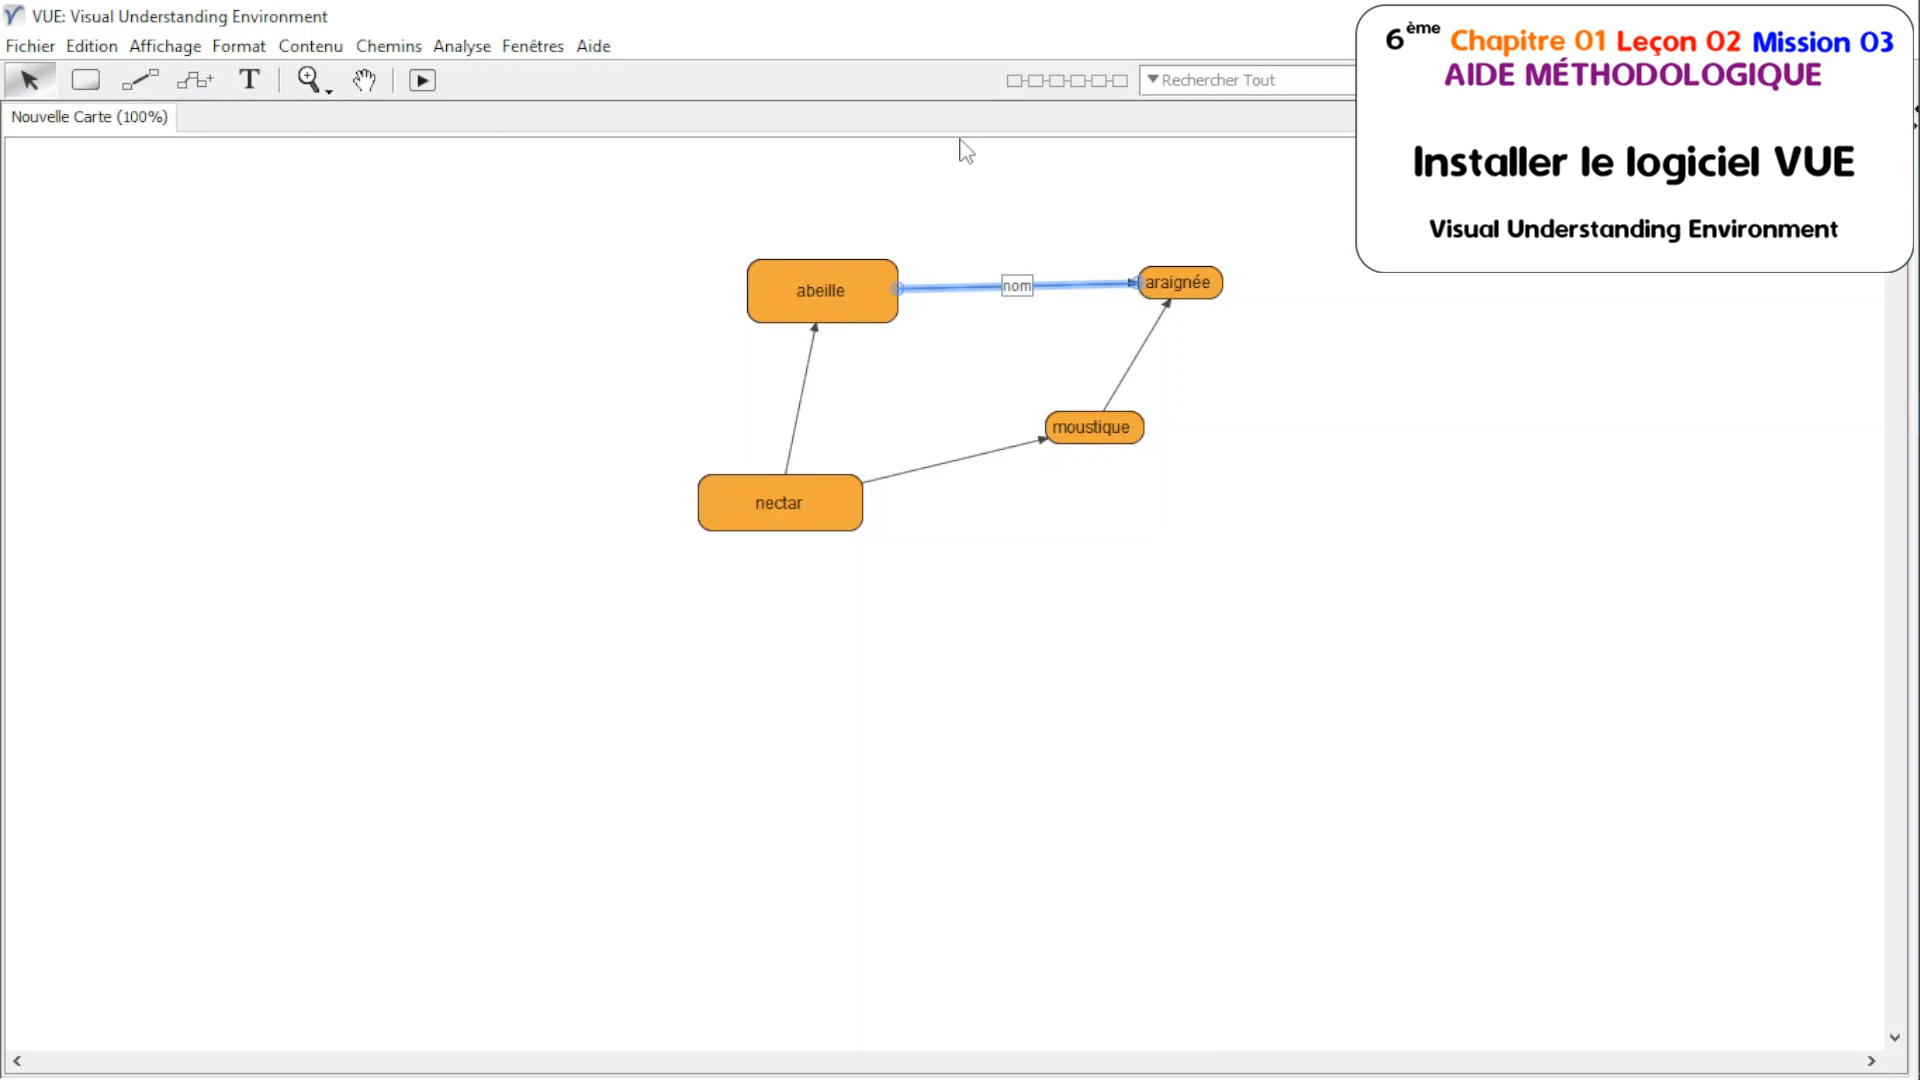 VUE: Visual Understanding Environment
Fichier Edition Affichage Format Contenu Chemins Analyse Fenêtres Aide
T
Rechercher Tout
Nouvelle Carte (100%)
6ème Chapitre 01 Leçon 02 Mission 03
AIDE MÉTHODOLOGIQUE
Installer le logiciel VUE
Visual Understanding Environment
abeille
nom
araignée
moustique
nectar